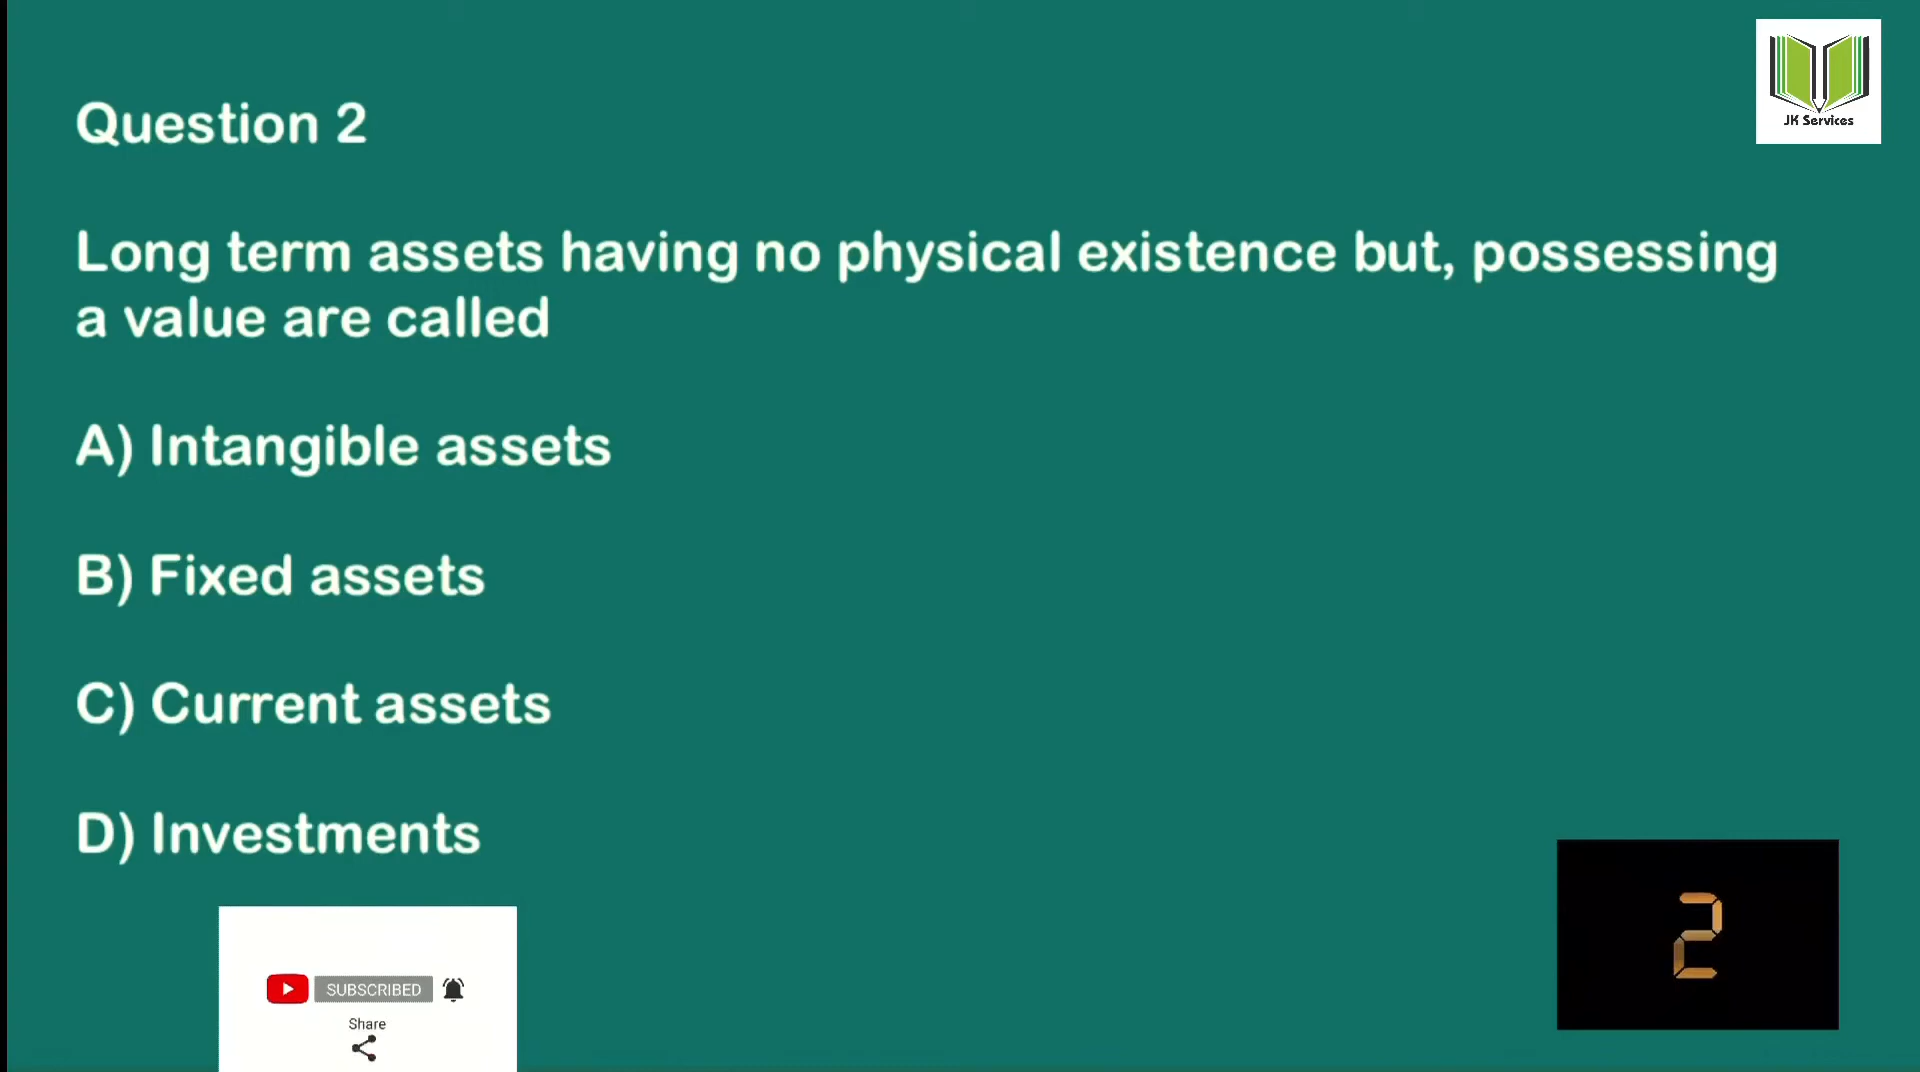 JK Services
Question 2
Long term assets having no physical existence but, possessing
a value are called
A) Intangible assets
B) Fixed assets
C) Current assets
D) Investments
2
SUBSCRIBED
Share